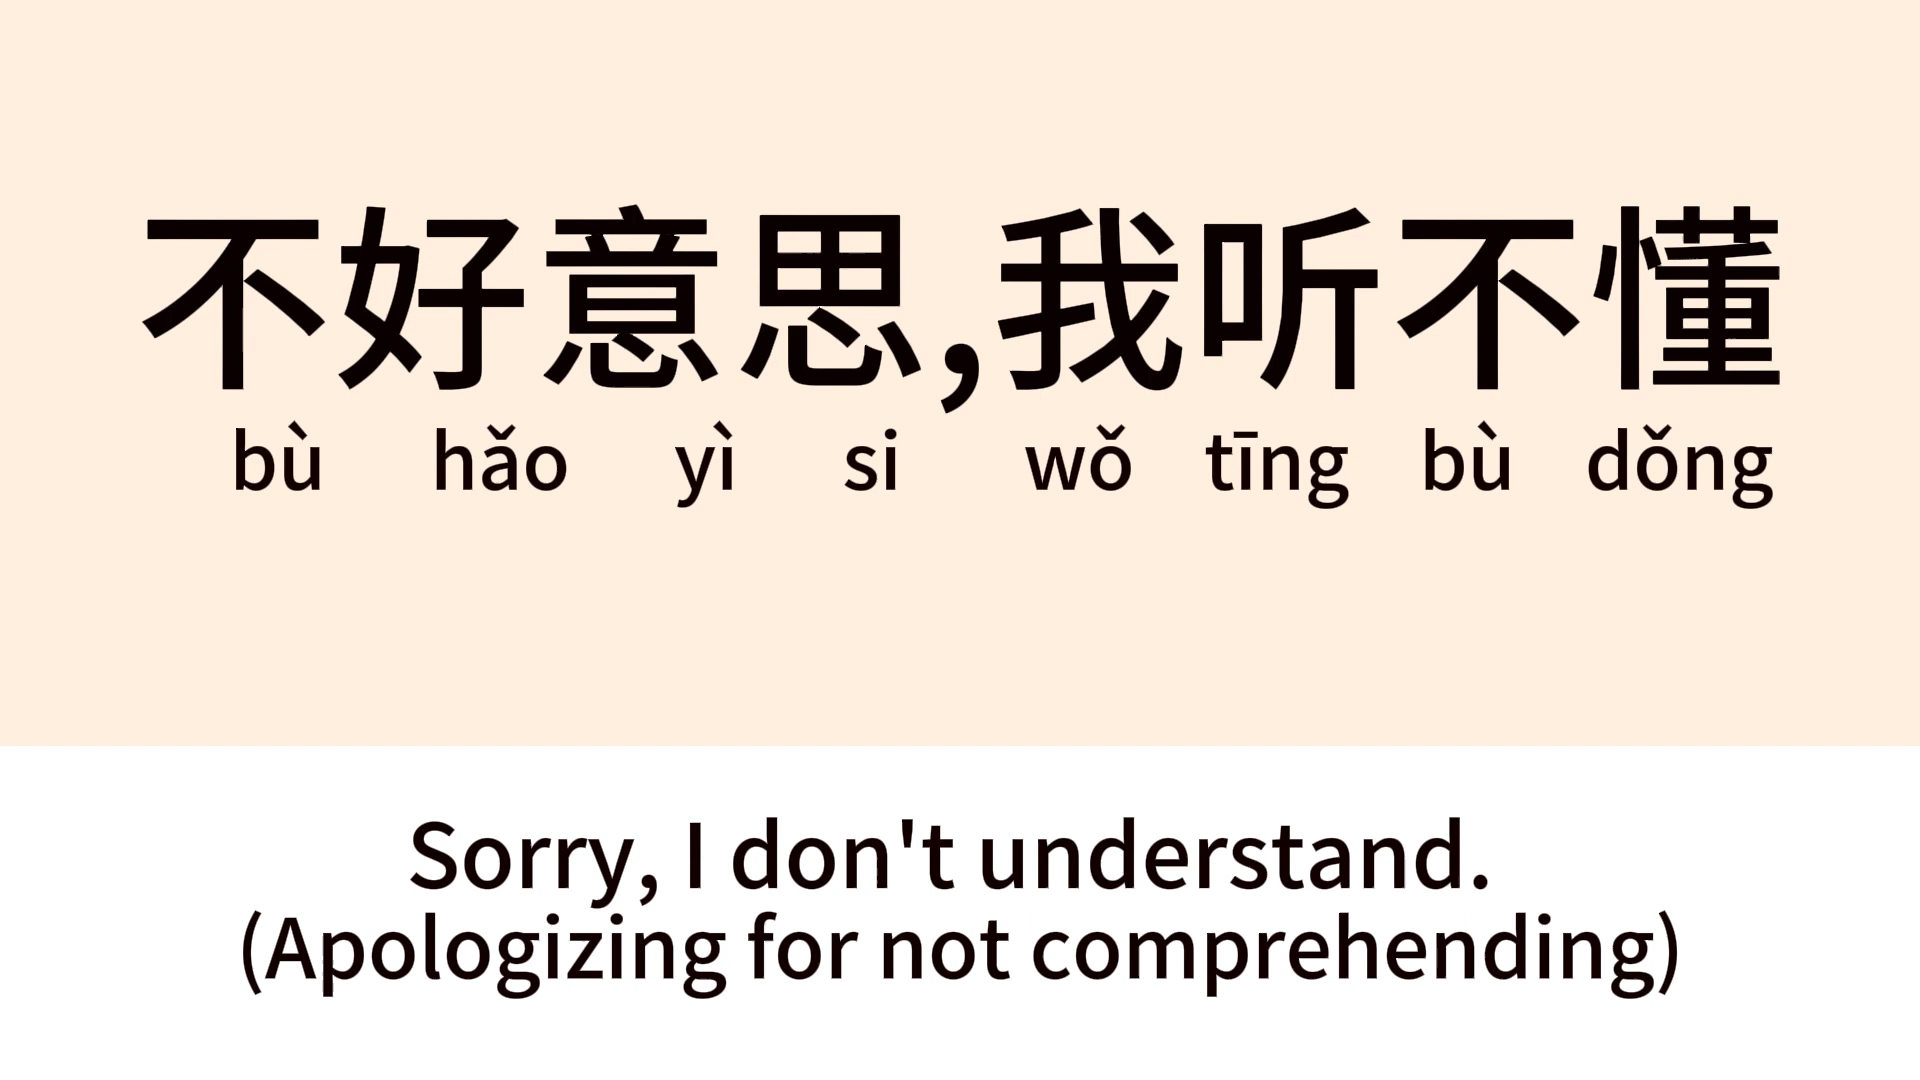 不好意思,我听不懂
bù hǎo yì si wǒ tīng bù dǒng
Sorry, I don't understand.
(Apologizing for not comprehending)